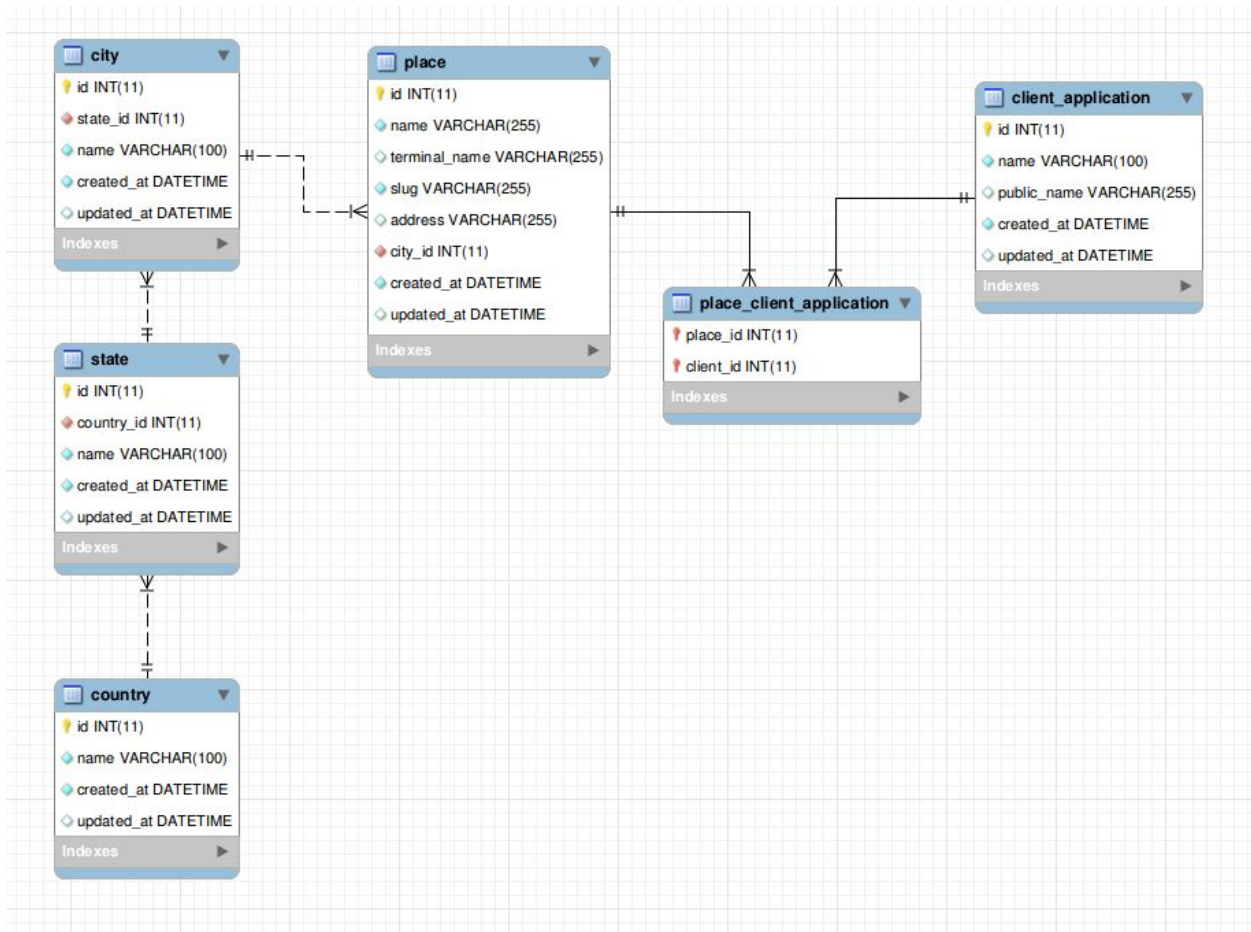 city
id INT(11)
state_id INT(11)
name VARCHAR(100)
created_at DATETIME
updated_at DATETIME
Indexes
state
id INT(11)
country_id INT(11)
name VARCHAR(100)
created_at DATETIME
updated_at DATETIME
Indexes
country
id INT(11)
name VARCHAR(100)
created_at DATETIME
updated_at DATETIME
Indexes
place
id INT(11)
name VARCHAR(255)
terminal_name VARCHAR(255)
slug VARCHAR(255)
address VARCHAR(255)
city_id INT(11)
created_at DATETIME
updated_at DATETIME
Indexes
place_client_application
place_id INT(11)
client_id INT(11)
Indexes
client_application
id INT(11)
name VARCHAR(100)
public_name VARCHAR(255)
created_at DATETIME
updated_at DATETIME
Indexes